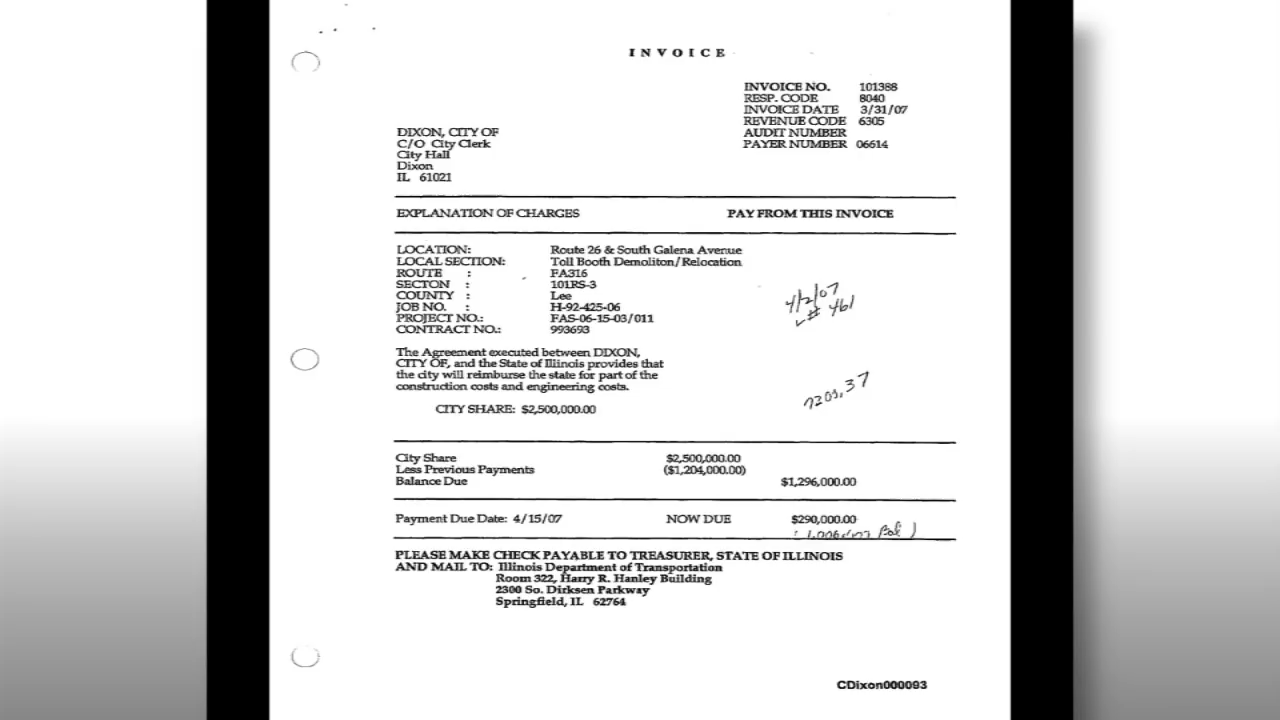 INVOICE
INVOICE NO. 101388
RESP. CODE 8040
INVOICE DATE 3/31/07
REVENUE CODE 6305
AUDIT NUMBER
PAYER NUMBER 06614
DIXON, CITY OF
C/O City Clerk
City Hall
Dixon
IL 61021
EXPLANATION OF CHARGES PAY FROM THIS INVOICE
LOCATION: Route 26 & South Galena Avenue
LOCAL SECTION: Toll Booth Demoliton/Relocation
ROUTE : FA316
SECTON : 101RS-3
COUNTY : Lee
JOB NO. : H-92-425-06
PROJECT NO.: FAS-06-15-03/011
CONTRACT NO.: 993693
4/2/07
# 461
The Agreement executed between DIXON,
CITY OF, and the State of Illinois provides that
the city will reimburse the state for part of the
construction costs and engineering costs.
CITY SHARE: $2,500,000.00
7203.37
City Share $2,500,000.00
Less Previous Payments ($1,204,000.00)
Balance Due $1,296,000.00
Payment Due Date: 4/15/07 NOW DUE $290,000.00
Bal
PLEASE MAKE CHECK PAYABLE TO TREASURER, STATE OF ILLINOIS
AND MAIL TO: Illinois Department of Transportation
Room 322, Harry R. Hanley Building
2300 So. Dirksen Parkway
Springfield, IL 62764
CDixon000093